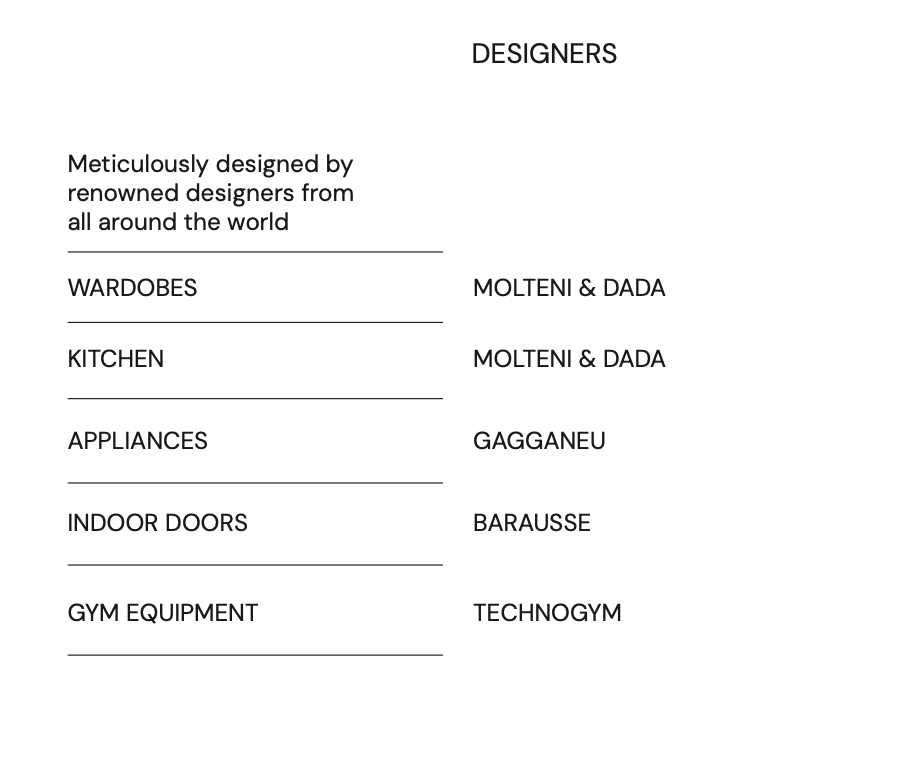 DESIGNERS
Meticulously designed by
renowned designers from
all around the world
WARDOBES
MOLTENI & DADA
KITCHEN
MOLTENI & DADA
APPLIANCES
GAGGANEU
INDOOR DOORS
BARAUSSE
GYM EQUIPMENT
TECHNOGYM